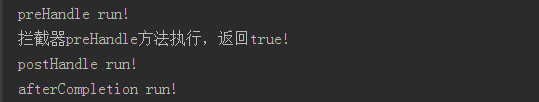 preHandle run!
拦截器preHandle方法执行，返回true!
postHandle run!
afterCompletion run!